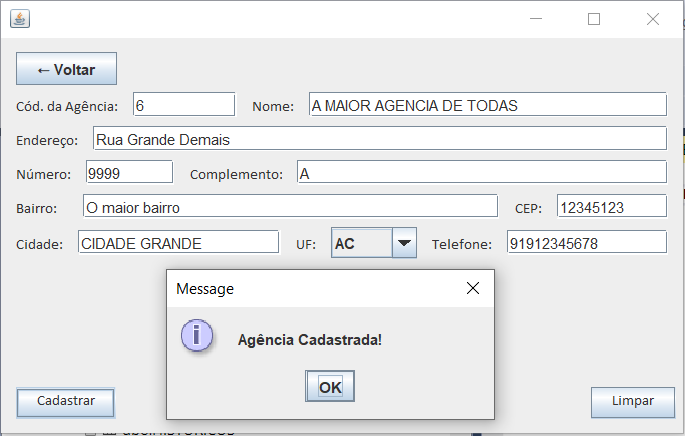 ← Voltar
Cód. da Agência: 6 Nome: A MAIOR AGENCIA DE TODAS
Endereço: Rua Grande Demais
Número: 9999 Complemento: A
Bairro: O maior bairro CEP: 12345123
Cidade: CIDADE GRANDE UF: AC Telefone: 91912345678
Message
Agência Cadastrada!
OK
Cadastrar Limpar